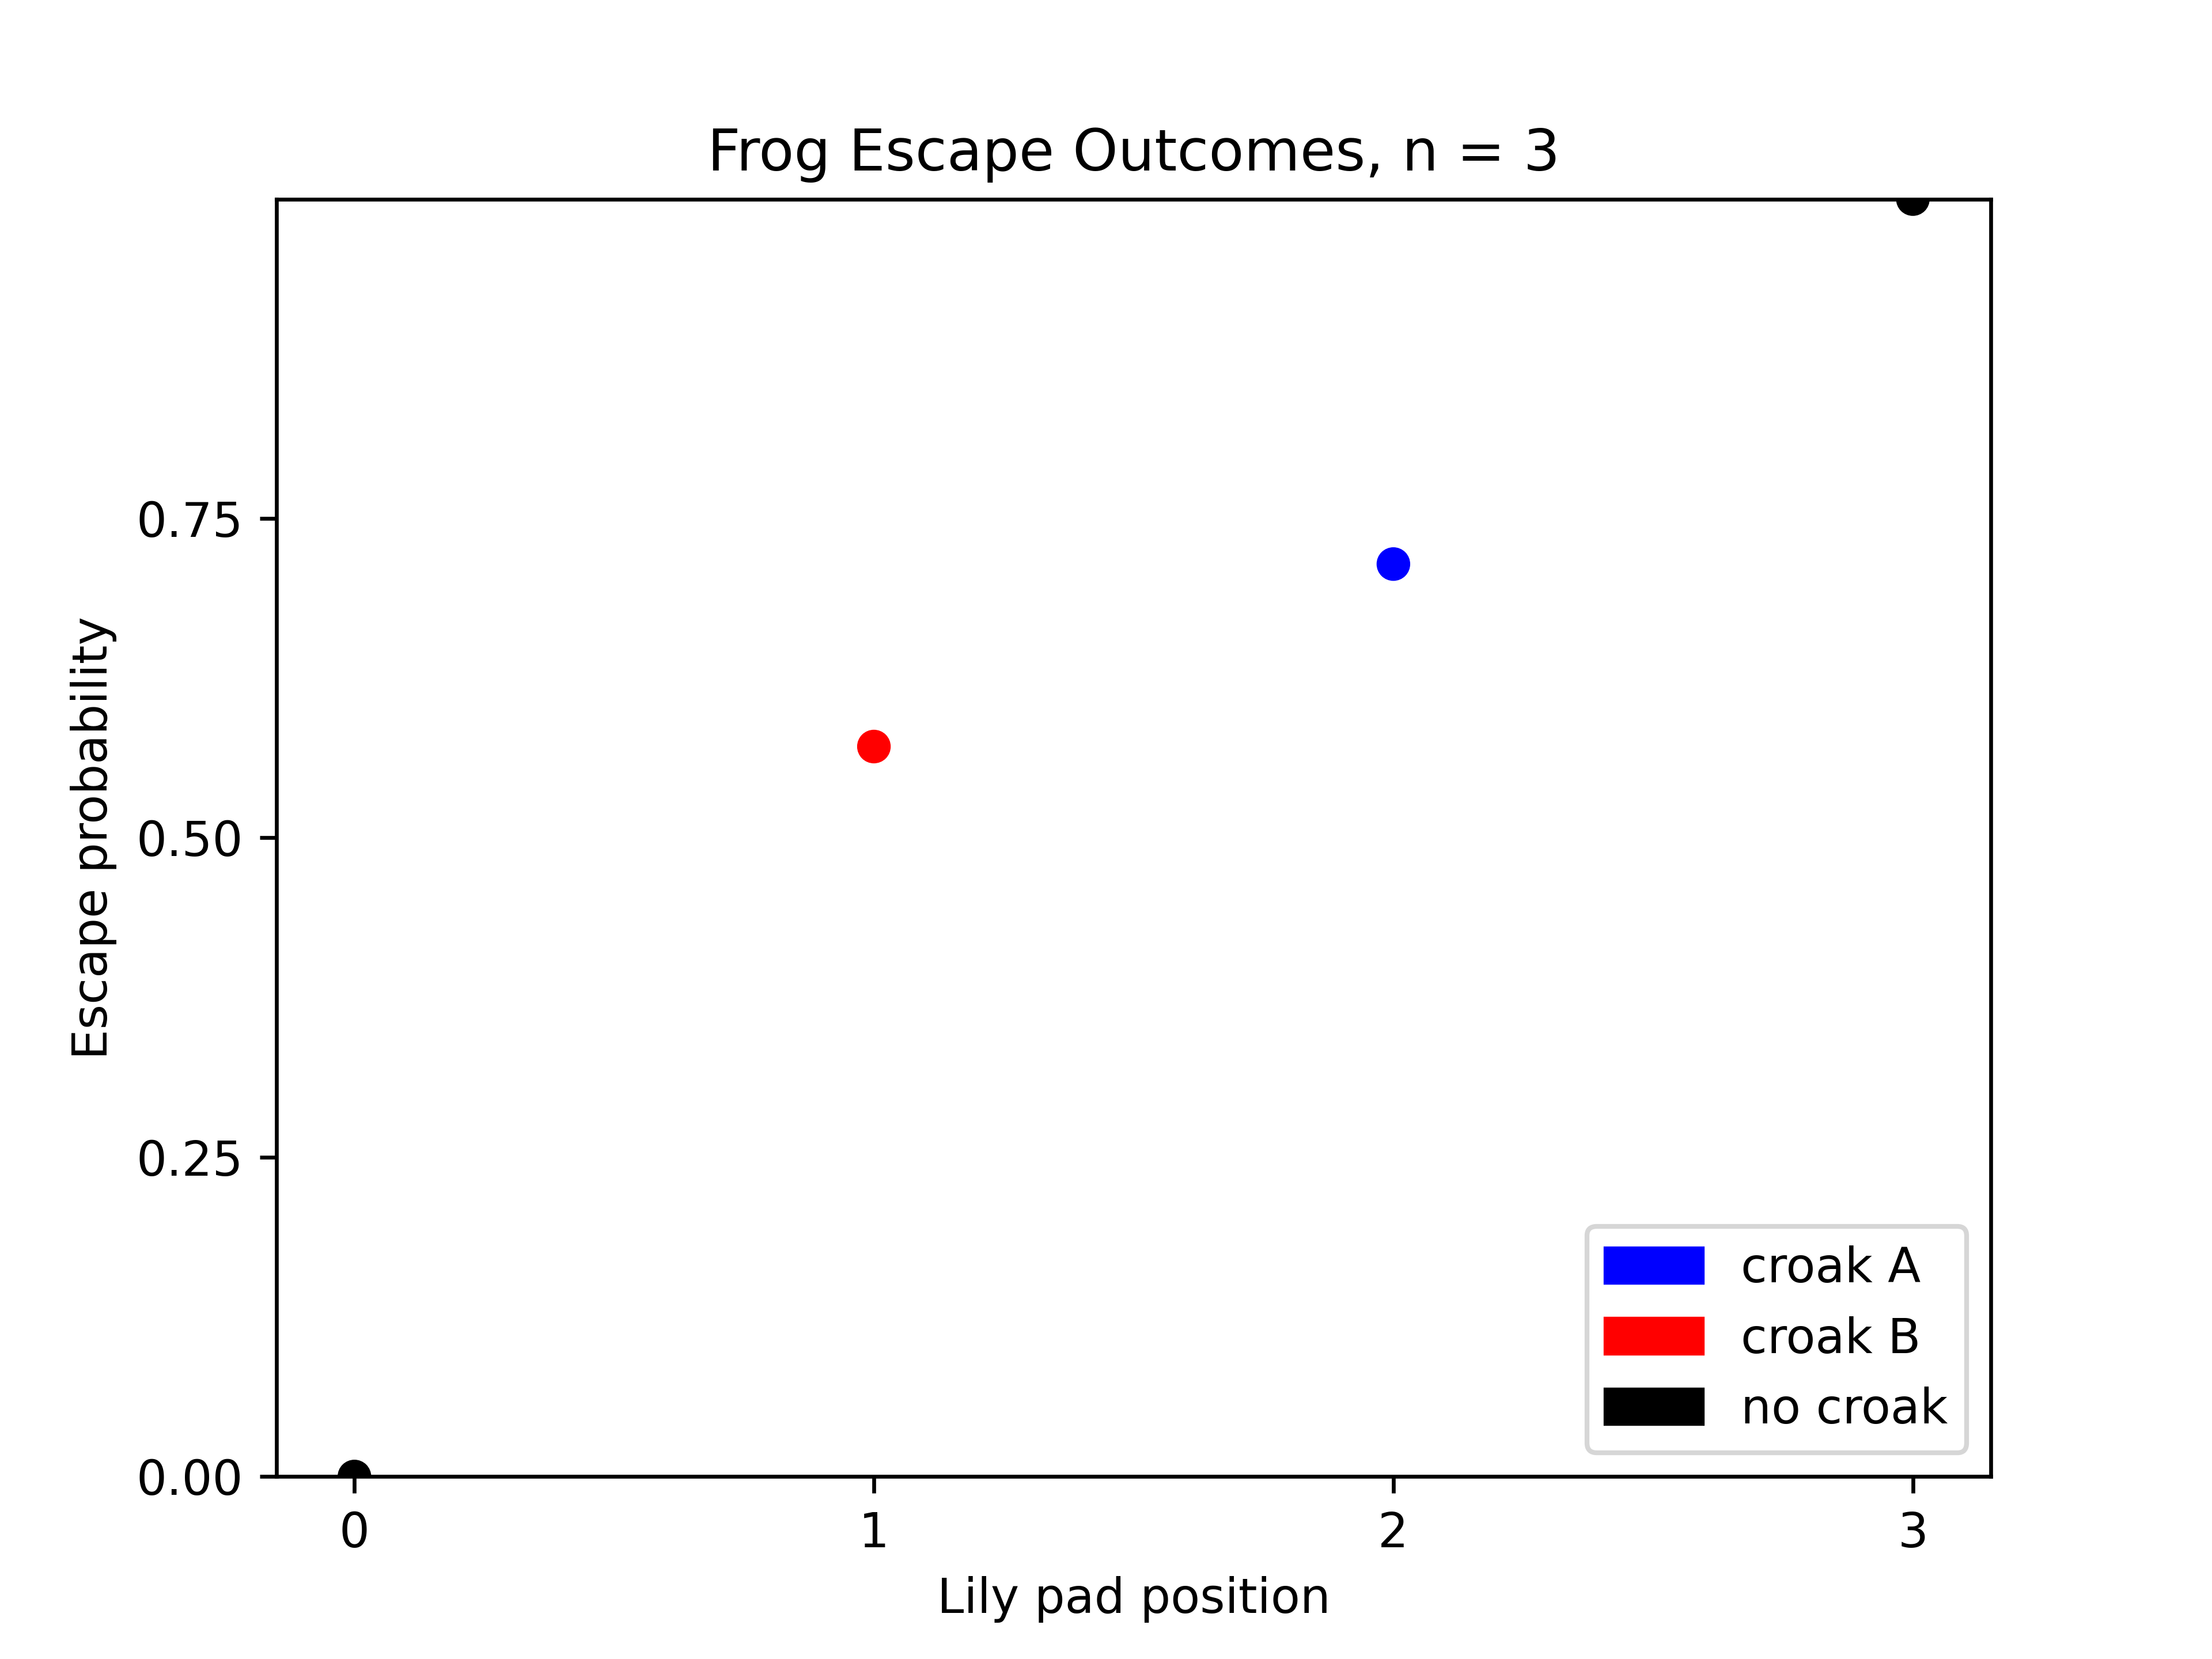 Frog Escape Outcomes, n = 3
Escape probability
0.75
0.50
0.25
0.00
0 1 2 3
Lily pad position
croak A
croak B
no croak